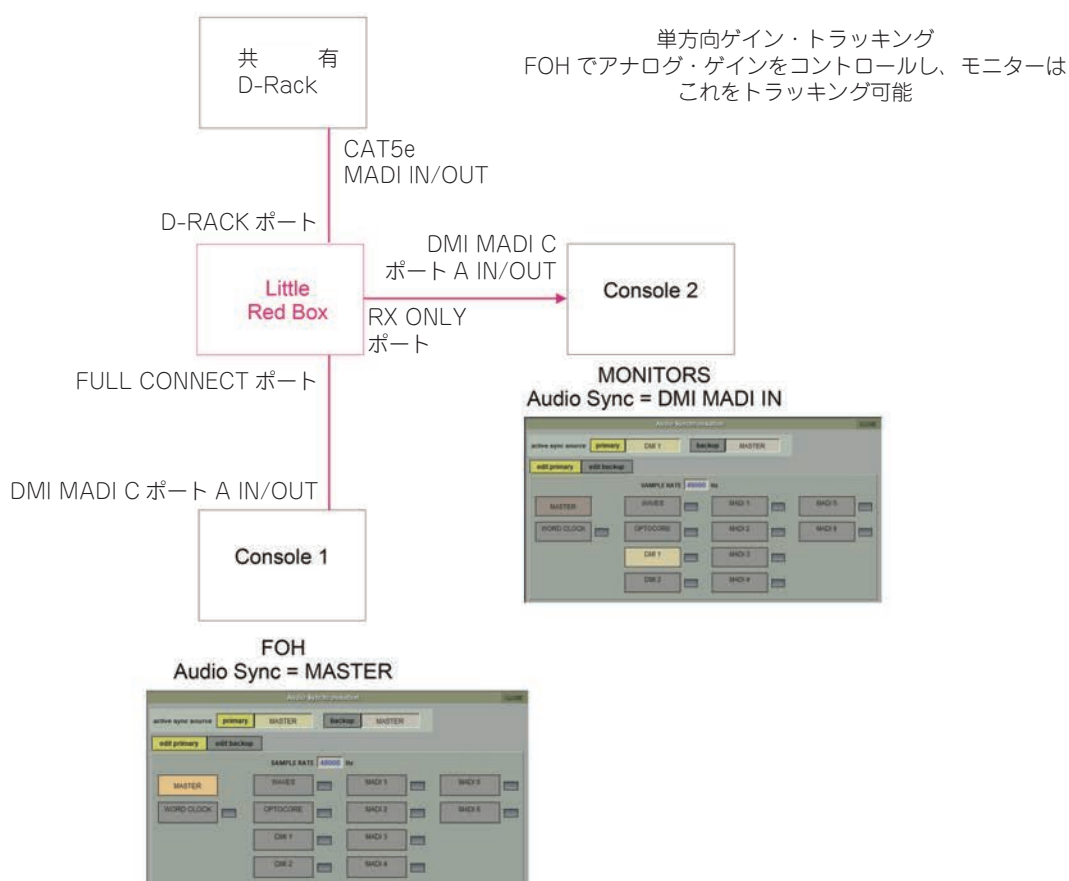 共 有
D-Rack
単方向ゲイン・トラッキング
FOH でアナログ・ゲインをコントロールし、モニターは
これをトラッキング可能
CAT5e
MADI IN/OUT
D-RACK ポート
DMI MADI C
ポート A IN/OUT
Little
Red Box
Console 2
RX ONLY
ポート
FULL CONNECT ポート
MONITORS
Audio Sync = DMI MADI IN
Audio Synchronisation CLOSE
active sync source primary DMI 1 backup MASTER
edit primary edit backup
SAMPLE RATE 48000 Hz
MASTER WAVES MADI 1 MADI 5
WORD CLOCK OPTOCORE MADI 2 MADI 6
DMI 1 MADI 3
DMI 2 MADI 4
DMI MADI C ポート A IN/OUT
Console 1
FOH
Audio Sync = MASTER
Audio Synchronisation CLOSE
active sync source primary MASTER backup MASTER
edit primary edit backup
SAMPLE RATE 48000 Hz
MASTER WAVES MADI 1 MADI 5
WORD CLOCK OPTOCORE MADI 2 MADI 6
DMI 1 MADI 3
DMI 2 MADI 4